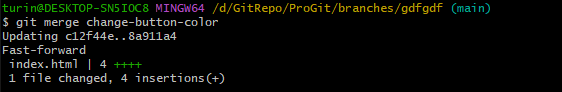 turin@DESKTOP-SN5I0C8 MINGW64 /d/GitRepo/ProGit/branches/gdfgdf (main)
$ git merge change-button-color
Updating c12f44e..8a911a4
Fast-forward
 index.html | 4 ++++
 1 file changed, 4 insertions(+)